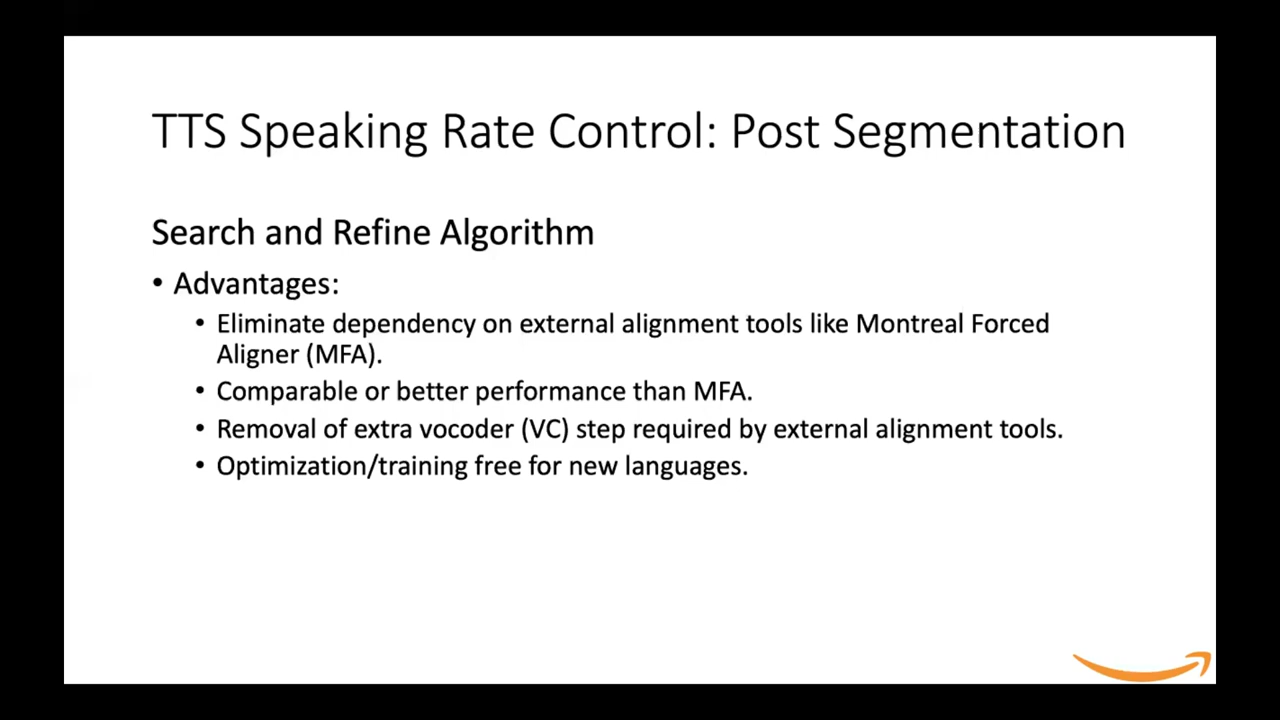 TTS Speaking Rate Control: Post Segmentation
Search and Refine Algorithm
• Advantages:
• Eliminate dependency on external alignment tools like Montreal Forced
Aligner (MFA).
• Comparable or better performance than MFA.
• Removal of extra vocoder (VC) step required by external alignment tools.
• Optimization/training free for new languages.